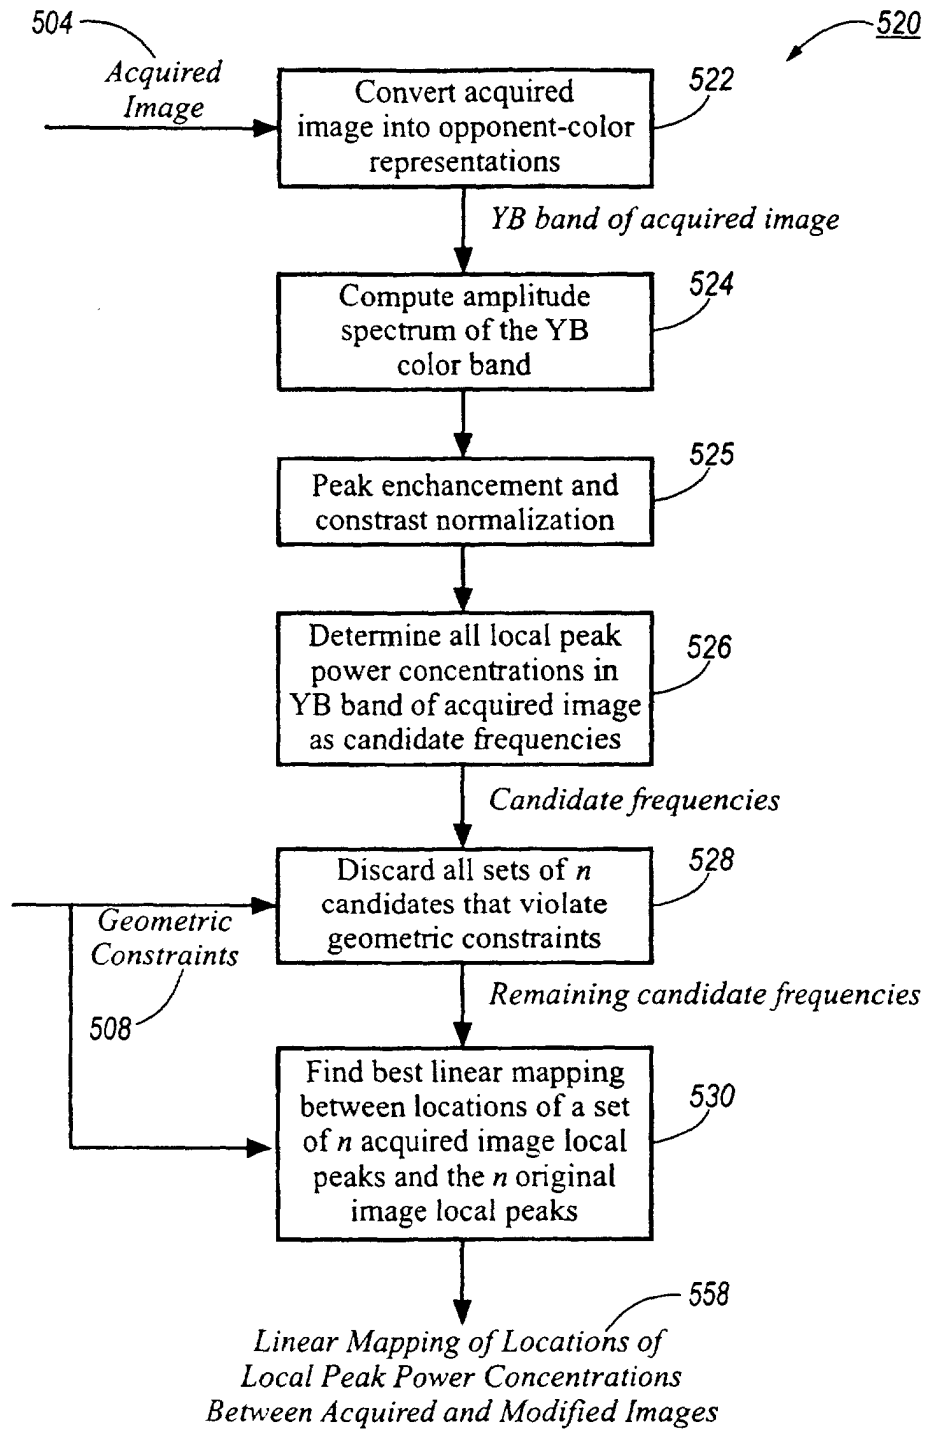 504
520
Acquired
Image
522
Convert acquired
image into opponent-color
representations
YB band of acquired image
524
Compute amplitude
spectrum of the YB
color band
525
Peak enchancement and
constrast normalization
526
Determine all local peak
power concentrations in
YB band of acquired image
as candidate frequencies
Candidate frequencies
528
Discard all sets of n
candidates that violate
geometric constraints
Geometric
Constraints
508
Remaining candidate frequencies
530
Find best linear mapping
between locations of a set
of n acquired image local
peaks and the n original
image local peaks
558
Linear Mapping of Locations of
Local Peak Power Concentrations
Between Acquired and Modified Images